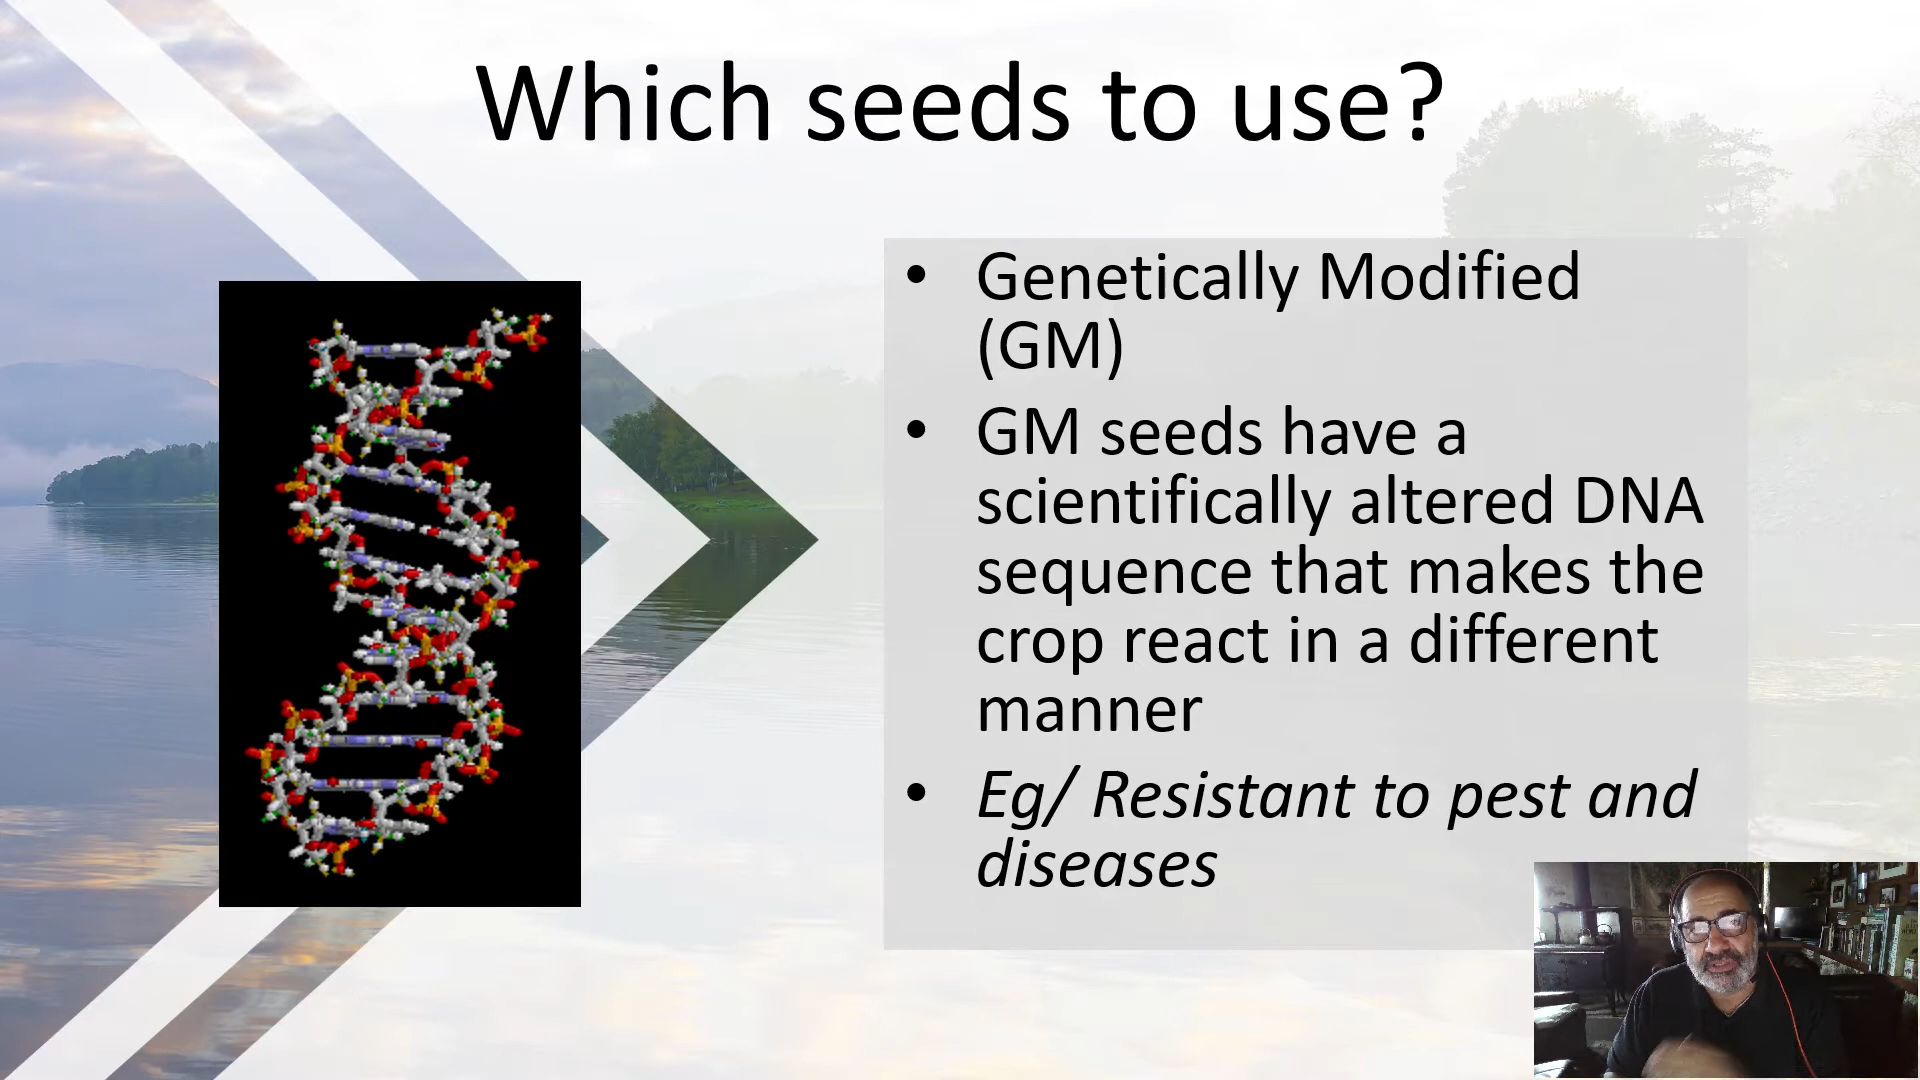 Which seeds to use?
• Genetically Modified
(GM)
• GM seeds have a
scientifically altered DNA
sequence that makes the
crop react in a different
manner
• Eg/ Resistant to pest and
diseases